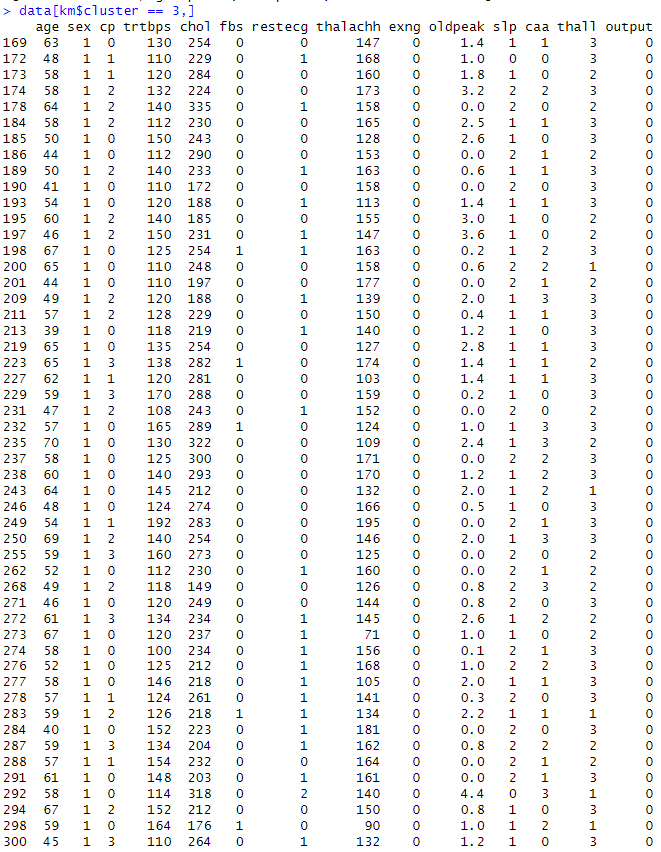 > data[km$cluster == 3,]
age sex cp trtbps chol fbs restecg thalachh exng oldpeak slp caa thall output
169 63 1 0 130 254 0 0 147 0 1.4 1 1 3 0
172 48 1 1 110 229 0 1 168 0 1.0 0 0 3 0
173 58 1 1 120 284 0 0 160 0 1.8 1 0 2 0
174 58 1 2 132 224 0 0 173 0 3.2 2 2 3 0
178 64 1 2 140 335 0 1 158 0 0.0 2 0 2 0
184 58 1 2 112 230 0 0 165 0 2.5 1 1 3 0
185 50 1 0 150 243 0 0 128 0 2.6 1 0 3 0
186 44 1 0 112 290 0 0 153 0 0.0 2 1 2 0
189 50 1 2 140 233 0 1 163 0 0.6 1 1 3 0
190 41 1 0 110 172 0 0 158 0 0.0 2 0 3 0
193 54 1 0 120 188 0 1 113 0 1.4 1 1 3 0
195 60 1 2 140 185 0 0 155 0 3.0 1 0 2 0
197 46 1 2 150 231 0 1 147 0 3.6 1 0 2 0
198 67 1 0 125 254 1 1 163 0 0.2 1 2 3 0
200 65 1 0 110 248 0 0 158 0 0.6 2 2 1 0
201 44 1 0 110 197 0 0 177 0 0.0 2 1 2 0
209 49 1 2 120 188 0 1 139 0 2.0 1 3 3 0
211 57 1 2 128 229 0 0 150 0 0.4 1 1 3 0
213 39 1 0 118 219 0 1 140 0 1.2 1 0 3 0
219 65 1 0 135 254 0 0 127 0 2.8 1 1 3 0
223 65 1 3 138 282 1 0 174 0 1.4 1 1 2 0
227 62 1 1 120 281 0 0 103 0 1.4 1 1 3 0
229 59 1 3 170 288 0 0 159 0 0.2 1 0 3 0
231 47 1 2 108 243 0 1 152 0 0.0 2 0 2 0
232 57 1 0 165 289 1 0 124 0 1.0 1 3 3 0
235 70 1 0 130 322 0 0 109 0 2.4 1 3 2 0
237 58 1 0 125 300 0 0 171 0 0.0 2 2 3 0
238 60 1 0 140 293 0 0 170 0 1.2 1 2 3 0
243 64 1 0 145 212 0 0 132 0 2.0 1 2 1 0
246 48 1 0 124 274 0 0 166 0 0.5 1 0 3 0
249 54 1 1 192 283 0 0 195 0 0.0 2 1 3 0
250 69 1 2 140 254 0 0 146 0 2.0 1 3 3 0
255 59 1 3 160 273 0 0 125 0 0.0 2 0 2 0
262 52 1 0 112 230 0 1 160 0 0.0 2 1 2 0
268 49 1 2 118 149 0 0 126 0 0.8 2 3 2 0
271 46 1 0 120 249 0 0 144 0 0.8 2 0 3 0
272 61 1 3 134 234 0 1 145 0 2.6 1 2 2 0
273 67 1 0 120 237 0 1 71 0 1.0 1 0 2 0
274 58 1 0 100 234 0 1 156 0 0.1 2 1 3 0
276 52 1 0 125 212 0 1 168 0 1.0 2 2 3 0
277 58 1 0 146 218 0 1 105 0 2.0 1 1 3 0
278 57 1 1 124 261 0 1 141 0 0.3 2 0 3 0
283 59 1 2 126 218 1 1 134 0 2.2 1 1 1 0
284 40 1 0 152 223 0 1 181 0 0.0 2 0 3 0
287 59 1 3 134 204 0 1 162 0 0.8 2 2 2 0
288 57 1 1 154 232 0 0 164 0 0.0 2 1 2 0
291 61 1 0 148 203 0 1 161 0 0.0 2 1 3 0
292 58 1 0 114 318 0 2 140 0 4.4 0 3 1 0
294 67 1 2 152 212 0 0 150 0 0.8 1 0 3 0
298 59 1 0 164 176 1 0 90 0 1.0 1 2 1 0
300 45 1 3 110 264 0 1 132 0 1.2 1 0 3 0